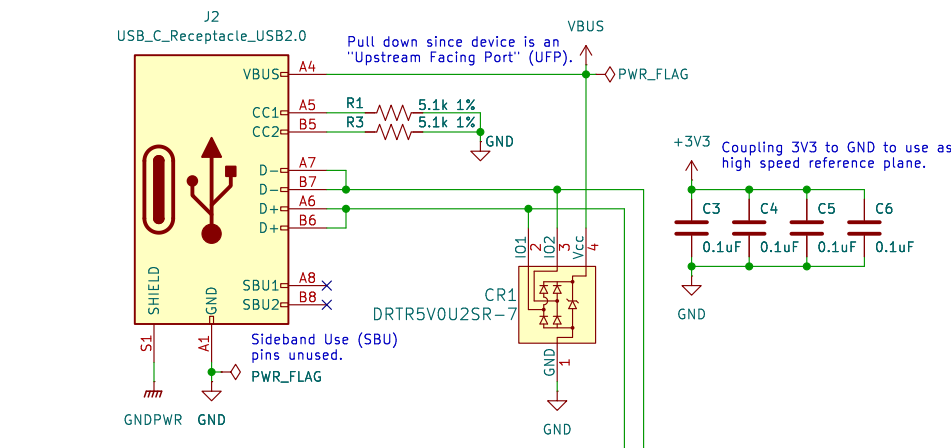 J2
USB_C_Receptacle_USB2.0
VBUS
A4
CC1
A5
CC2
B5
D-
A7
D-
B7
D+
A6
D+
B6
SBU1
A8
SBU2
B8
SHIELD
GND
S1
A1
GNDPWR
GND
PWR_FLAG
Sideband Use (SBU)
pins unused.
Pull down since device is an
"Upstream Facing Port" (UFP).
R1
5.1k 1%
R3
5.1k 1%
GND
VBUS
PWR_FLAG
IO1
2
IO2
3
Vcc
4
CR1
DRTR5V0U2SR-7
GND
1
GND
+3V3
Coupling 3V3 to GND to use as
high speed reference plane.
C3
0.1uF
C4
0.1uF
C5
0.1uF
C6
0.1uF
GND